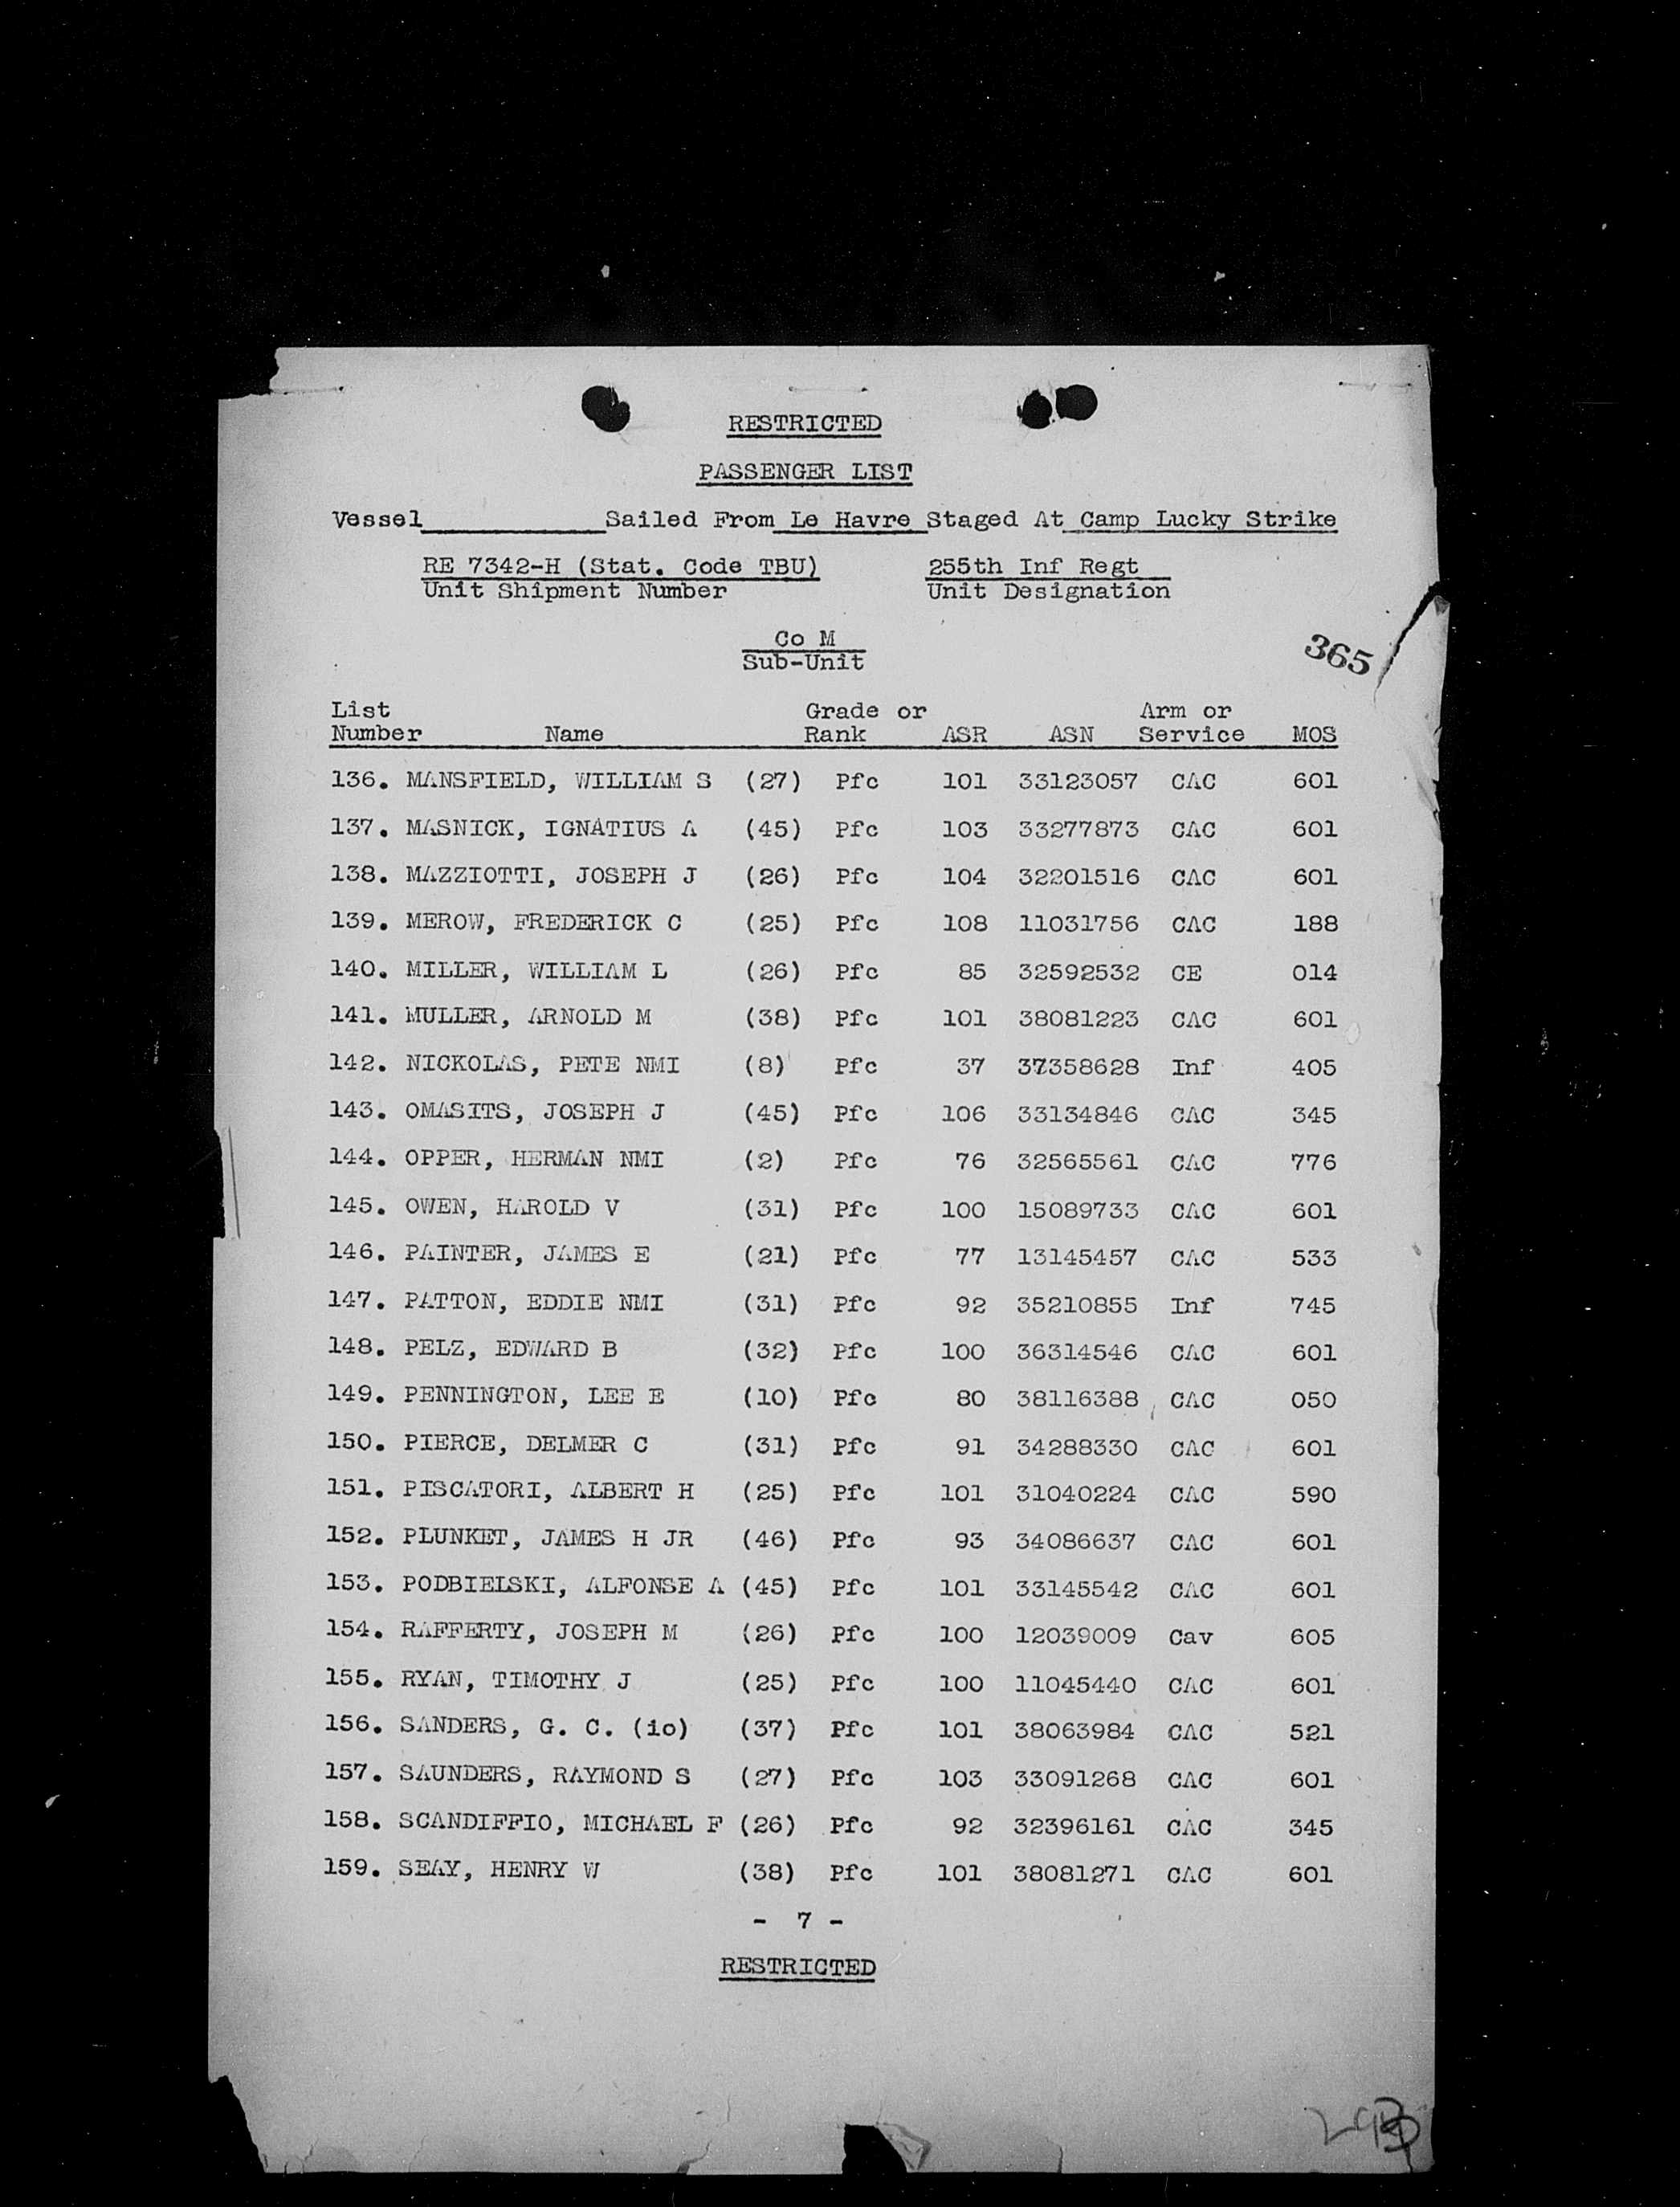 RESTRICTED
PASSENGER LIST
Vessel Sailed From Le Havre Staged At Camp Lucky Strike
RE 7342-H (Stat. Code TBU) 255th Inf Regt
Unit Shipment Number Unit Designation
Co M
Sub-Unit
365
List Grade or Arm or
Number Name Rank ASR ASN Service MOS
136. MANSFIELD, WILLIAM S (27) Pfc 101 33123057 CAC 601
137. MASNICK, IGNATIUS A (45) Pfc 103 33277873 CAC 601
138. MAZZIOTTI, JOSEPH J (26) Pfc 104 32201516 CAC 601
139. MEROW, FREDERICK C (25) Pfc 108 11031756 CAC 188
140. MILLER, WILLIAM L (26) Pfc 85 32592532 CE 014
141. MULLER, ARNOLD M (38) Pfc 101 38081223 CAC 601
142. NICKOLAS, PETE NMI (8) Pfc 37 37358628 Inf 405
143. OMASITS, JOSEPH J (45) Pfc 106 33134846 CAC 345
144. OPPER, HERMAN NMI (2) Pfc 76 32565561 CAC 776
145. OWEN, HAROLD V (31) Pfc 100 15089733 CAC 601
146. PAINTER, JAMES E (21) Pfc 77 13145457 CAC 533
147. PATTON, EDDIE NMI (31) Pfc 92 35210855 Inf 745
148. PELZ, EDWARD B (32) Pfc 100 36314546 CAC 601
149. PENNINGTON, LEE E (10) Pfc 80 38116388 CAC 050
150. PIERCE, DELMER C (31) Pfc 91 34288330 CAC 601
151. PISCATORI, ALBERT H (25) Pfc 101 31040224 CAC 590
152. PLUNKET, JAMES H JR (46) Pfc 93 34086637 CAC 601
153. PODBIELSKI, ALFONSE A (45) Pfc 101 33145542 CAC 601
154. RAFFERTY, JOSEPH M (26) Pfc 100 12039009 Cav 605
155. RYAN, TIMOTHY J (25) Pfc 100 11045440 CAC 601
156. SANDERS, G. C. (io) (37) Pfc 101 38063984 CAC 521
157. SAUNDERS, RAYMOND S (27) Pfc 103 33091268 CAC 601
158. SCANDIFFIO, MICHAEL F (26) Pfc 92 32396161 CAC 345
159. SEAY, HENRY W (38) Pfc 101 38081271 CAC 601
- 7 -
RESTRICTED